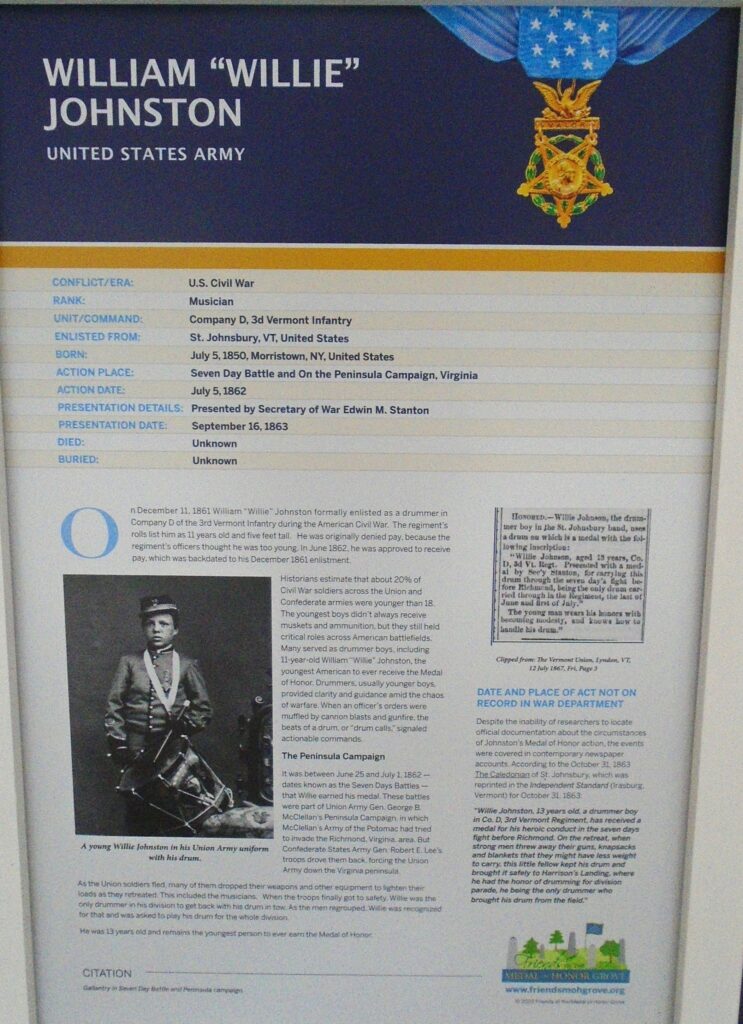 WILLIAM "WILLIE"
JOHNSTON
UNITED STATES ARMY
CONFLICT/ERA: U.S. Civil War
RANK: Musician
UNIT/COMMAND: Company D, 3d Vermont Infantry
ENLISTED FROM: St. Johnsbury, VT, United States
BORN: July 5, 1850, Morristown, NY, United States
ACTION PLACE: Seven Day Battle and On the Peninsula Campaign, Virginia
ACTION DATE: July 5, 1862
PRESENTATION DETAILS: Presented by Secretary of War Edwin M. Stanton
PRESENTATION DATE: September 16, 1863
DIED: Unknown
BURIED: Unknown
On December 11, 1861 William "Willie" Johnston formally enlisted as a drummer in
Company D of the 3rd Vermont Infantry during the American Civil War. The regiment's
rolls list him as 11 years old and five feet tall. He was originally denied pay, because the
regiment's officers thought he was too young. In June 1862, he was approved to receive
pay, which was backdated to his December 1861 enlistment.
Historians estimate that about 20% of
Civil War soldiers across the Union and
Confederate armies were younger than 18.
The youngest boys didn't always receive
muskets and ammunition, but they still held
critical roles across American battlefields.
Many served as drummer boys, including
11-year-old William "Willie" Johnston, the
youngest American to ever receive the Medal
of Honor. Drummers, usually younger boys,
provided clarity and guidance amid the chaos
of warfare. When an officer's orders were
muffled by cannon blasts and gunfire, the
beats of a drum, or "drum calls," signaled
actionable commands.
The Peninsula Campaign
It was between June 25 and July 1, 1862 —
dates known as the Seven Days Battles —
that Willie earned his medal. These battles
were part of Union Army Gen. George B.
McClellan's Peninsula Campaign, in which
McClellan's Army of the Potomac had tried
to invade the Richmond, Virginia, area. But
Confederate States Army Gen. Robert E. Lee's
troops drove them back, forcing the Union
Army down the Virginia peninsula.
A young Willie Johnston in his Union Army uniform
with his drum.
As the Union soldiers fled, many of them dropped their weapons and other equipment to lighten their
loads as they retreated. This included the musicians. When the troops finally got to safety, Willie was the
only drummer in his division to get back with his drum in tow. As the men regrouped, Willie was recognized
for that and was asked to play his drum for the whole division.
He was 13 years old and remains the youngest person to ever earn the Medal of Honor.
CITATION
Gallantry in Seven Day Battle and Peninsula campaign.
HONORED.—Willie Johnson, the drum-
mer boy in the St. Johnsbury band, uses
a drum on which is a medal with the fol-
lowing inscription:
"Willie Johnson, aged 13 years, Co.
D, 3d Vt. Regt. Presented with a med-
al by Sec'y Stanton, for carrying this
drum through the seven day's fight be-
fore Richmond, being the only drum car-
ried through in the Regiment, the last of
June and first of July."
The young man wears his honors with
becoming modesty, and knows how to
handle his drum."
Clipped from: The Vermont Union, Lyndon, VT,
12 July 1867, Fri, Page 3
DATE AND PLACE OF ACT NOT ON
RECORD IN WAR DEPARTMENT
Despite the inability of researchers to locate
official documentation about the circumstances
of Johnston's Medal of Honor action, the events
were covered in contemporary newspaper
accounts. According to the October 31, 1863
The Caledonian of St. Johnsbury, which was
reprinted in the Independent Standard (Irasburg,
Vermont) for October 31, 1863:
"Willie Johnston, 13 years old, a drummer boy
in Co. D, 3rd Vermont Regiment, has received a
medal for his heroic conduct in the seven days
fight before Richmond. On the retreat, when
strong men threw away their guns, knapsacks
and blankets that they might have less weight
to carry, this little fellow kept his drum and
brought it safely to Harrison's Landing, where
he had the honor of drumming for division
parade, he being the only drummer who
brought his drum from the field."
Friends of the
MEDAL OF HONOR GROVE
www.friendsmohgrove.org
© 2023 Friends of the Medal of Honor Grove